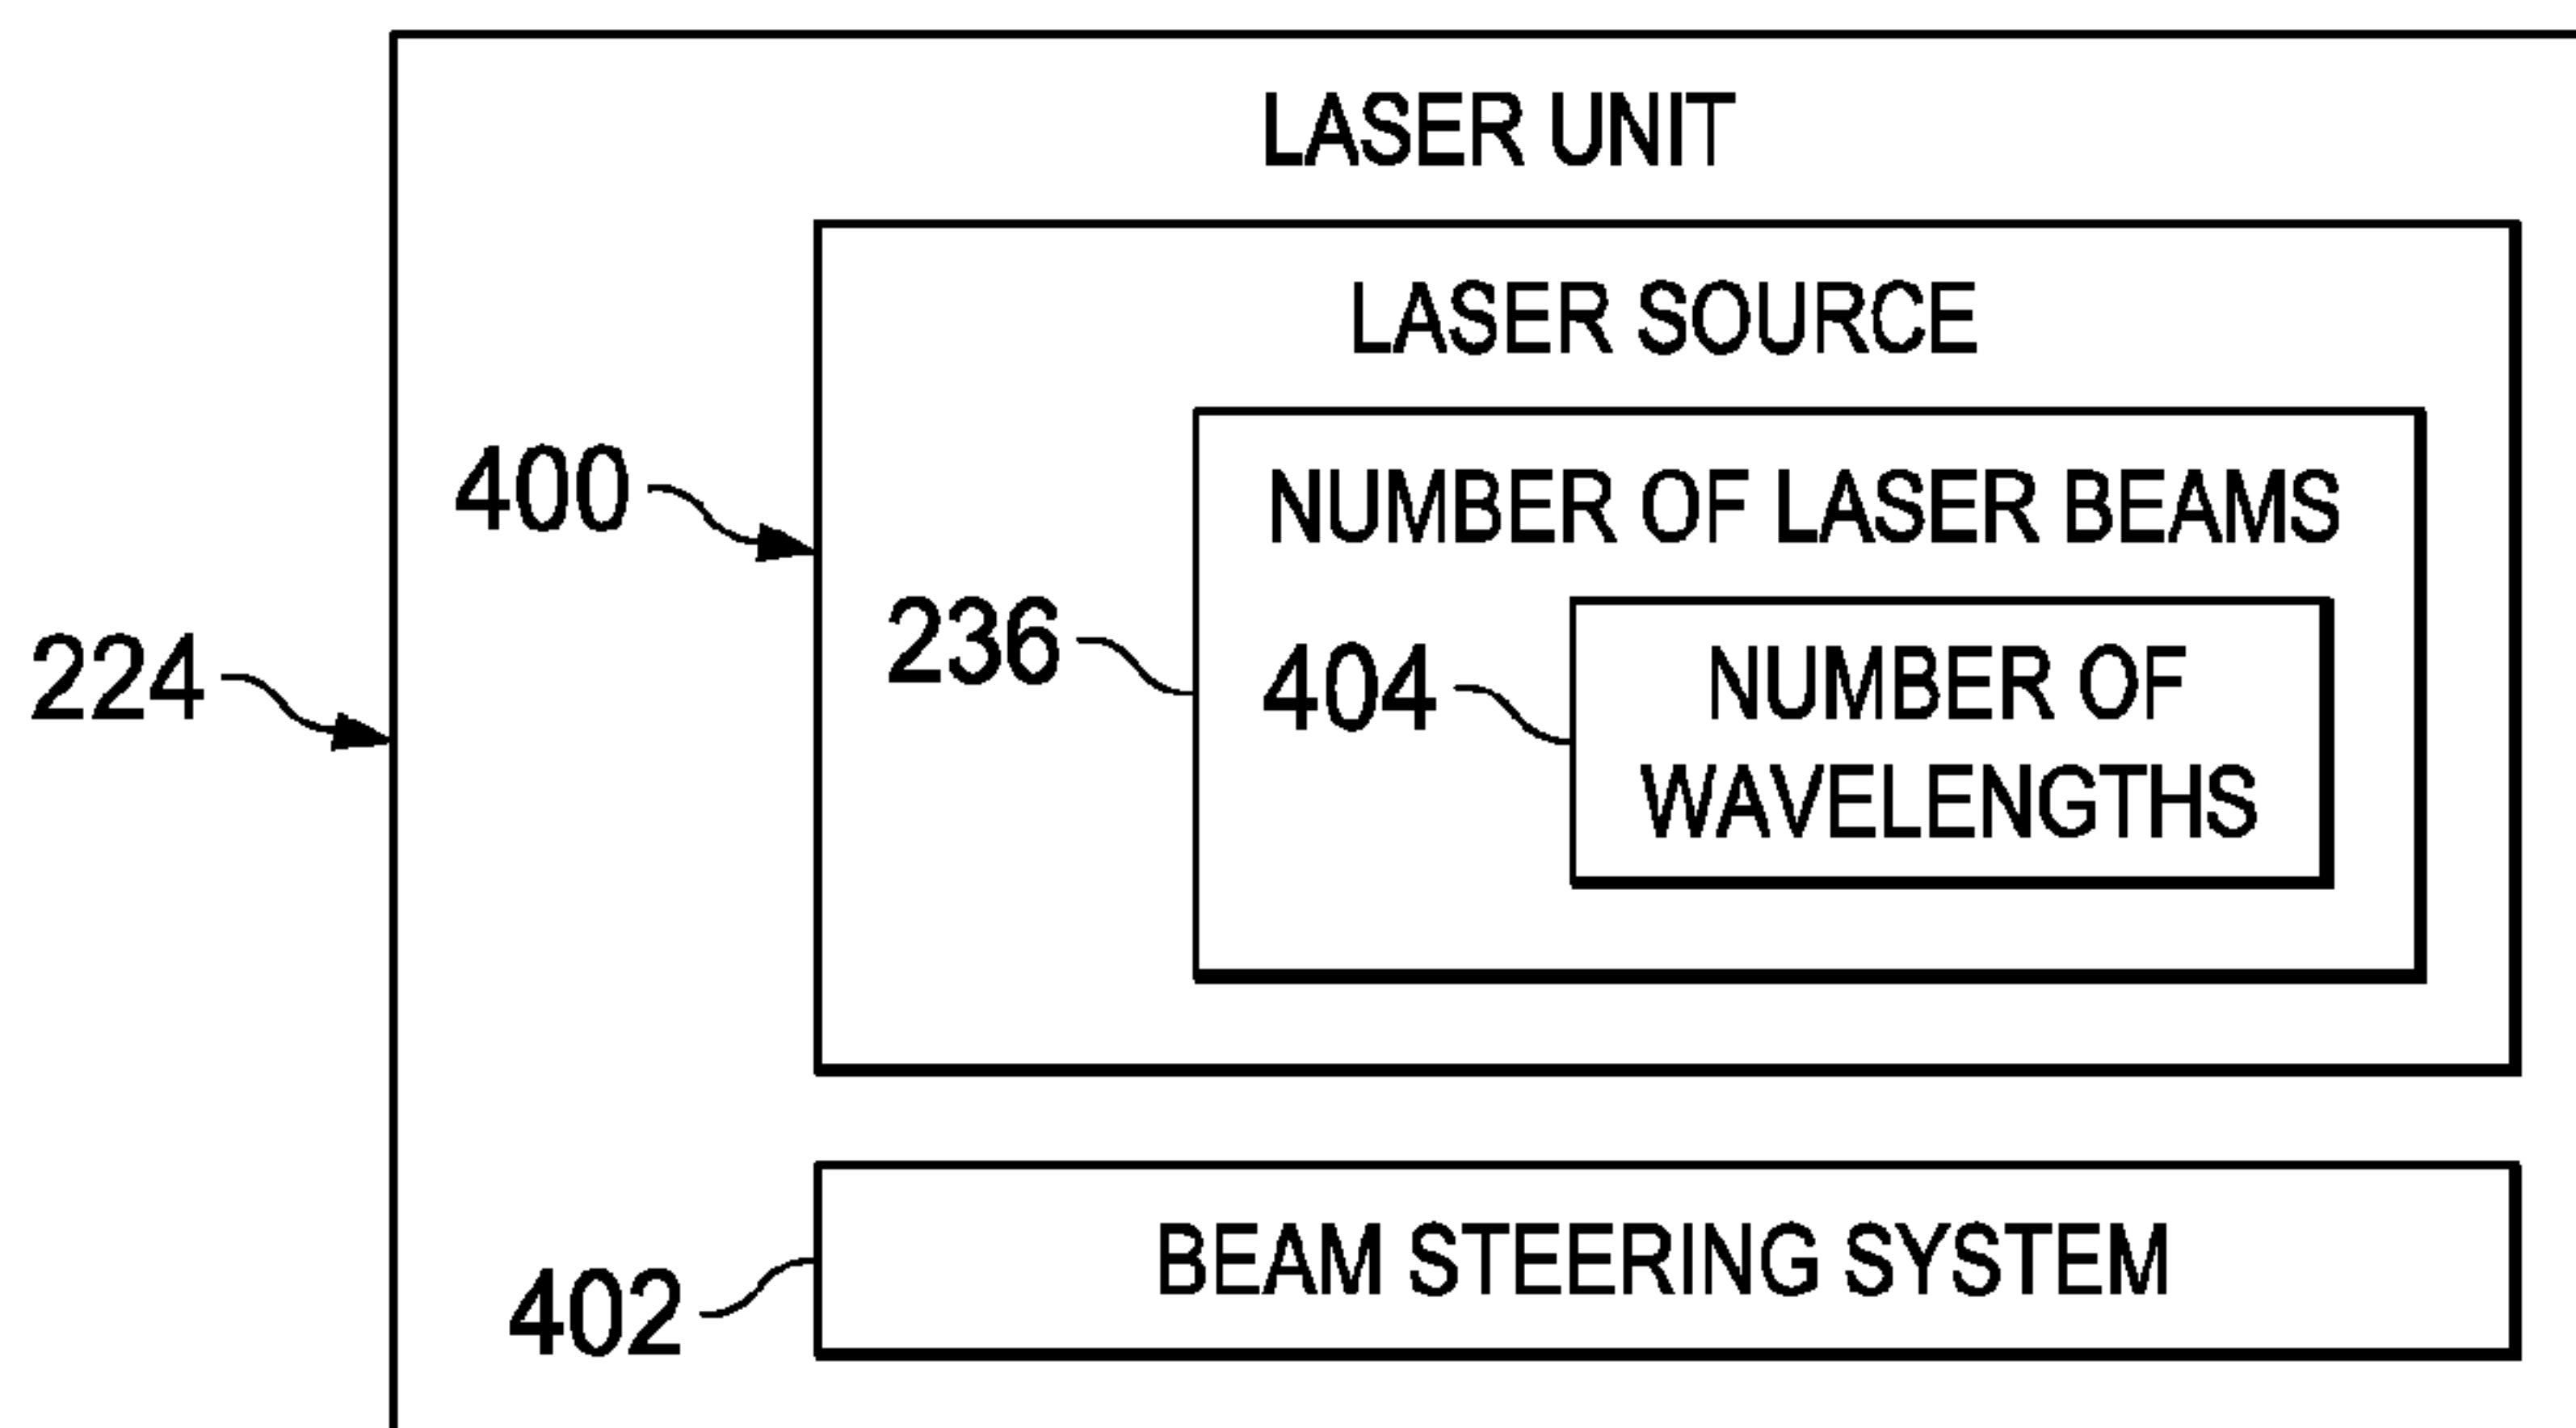 LASER UNIT
LASER SOURCE
400
NUMBER OF LASER BEAMS
236
224
404
NUMBER OF
WAVELENGTHS
BEAM STEERING SYSTEM
402